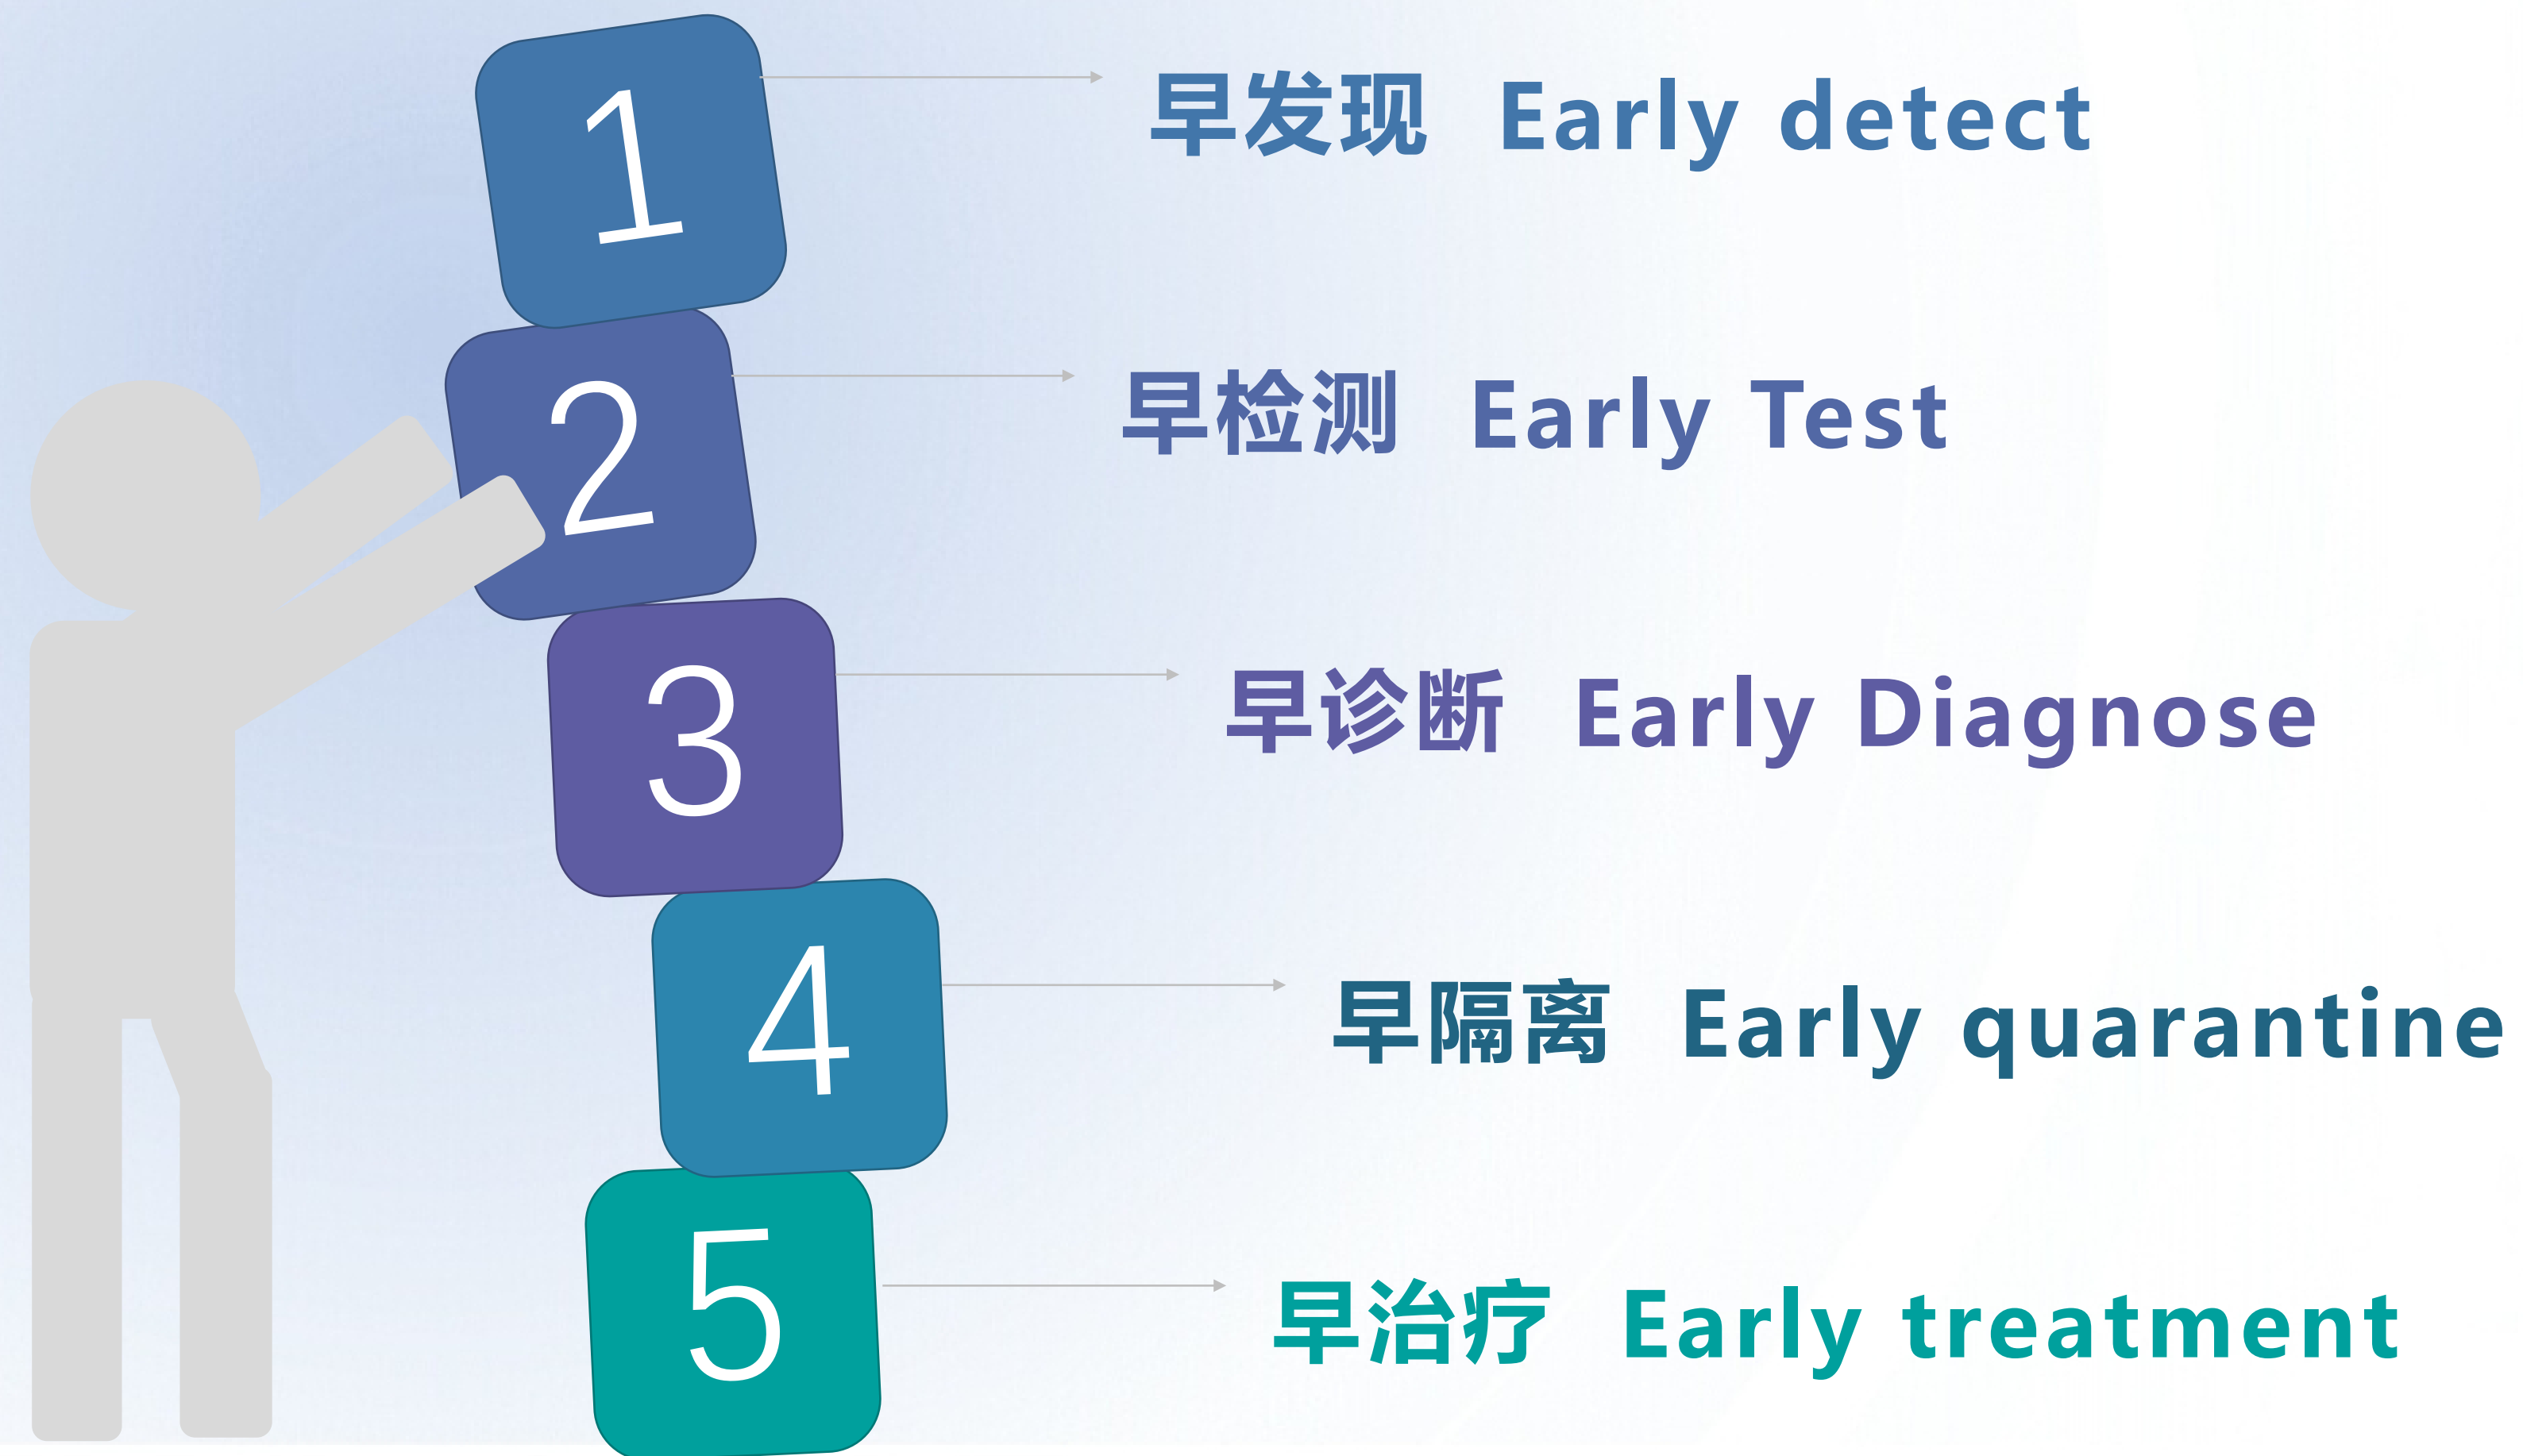 1 早发现 Early detect
2 早检测 Early Test
3 早诊断 Early Diagnose
4 早隔离 Early quarantine
5 早治疗 Early treatment